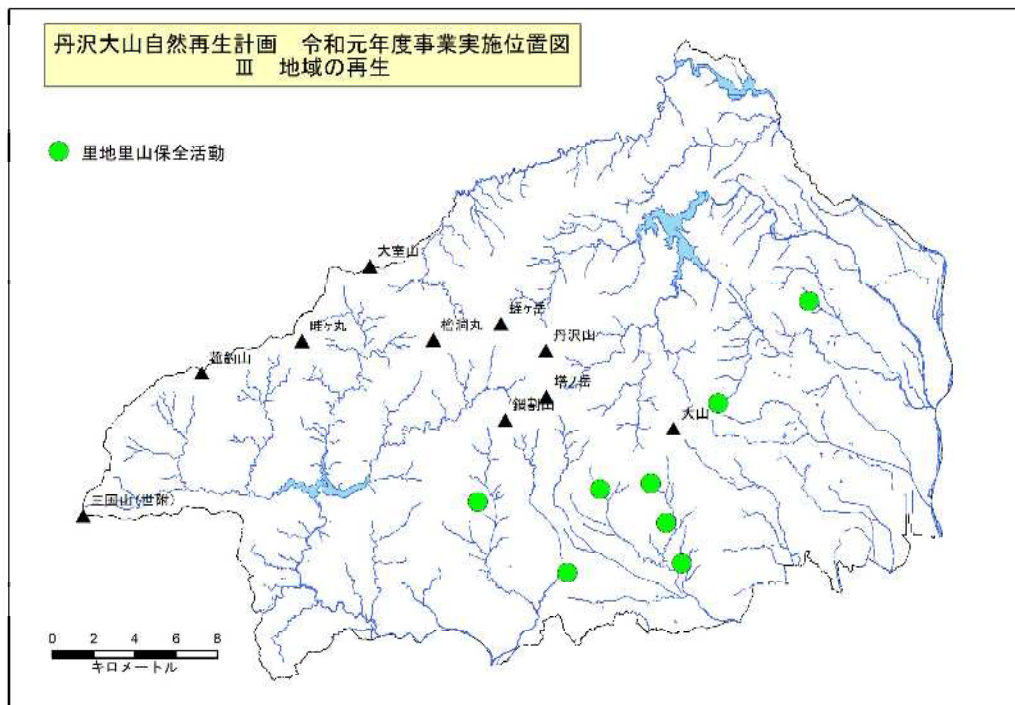 丹沢大山自然再生計画 令和元年度事業実施位置図
Ⅲ 地域の再生
里地里山保全活動
大室山
蛭ヶ岳
畦ヶ丸
檜洞丸
丹沢山
菰釣山
塔ノ岳
鍋割山
大山
三国山(世附)
0 2 4 6 8
キロメートル